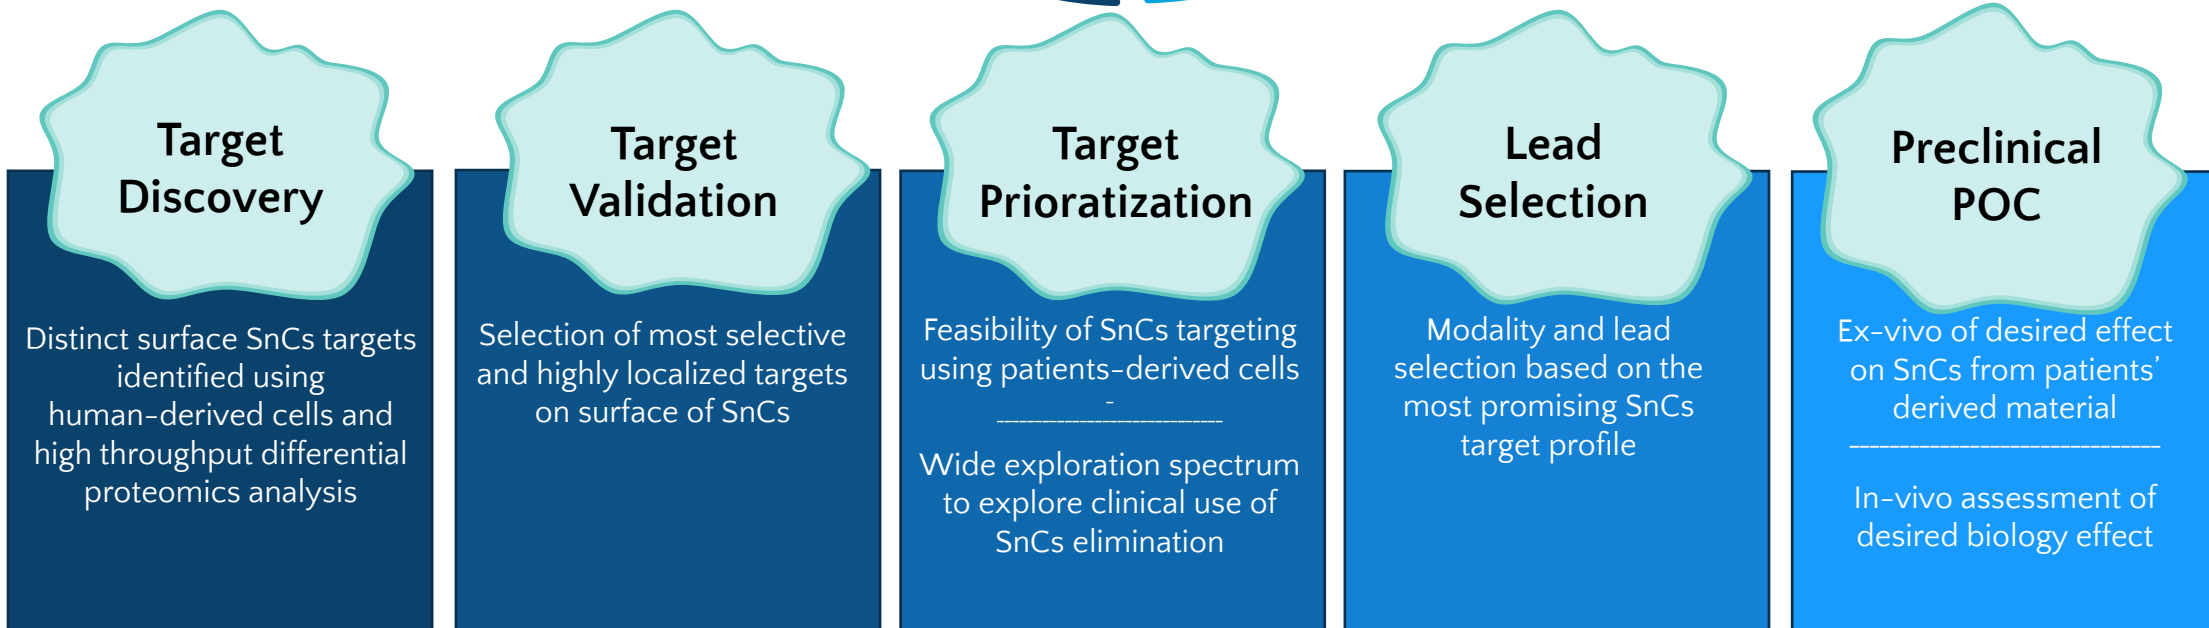 Target
Discovery
Distinct surface SnCs targets
identified using
human-derived cells and
high throughput differential
proteomics analysis
Target
Validation
Selection of most selective
and highly localized targets
on surface of SnCs
Target
Prioratization
Feasibility of SnCs targeting
using patients-derived cells
-
------------------------------
Wide exploration spectrum
to explore clinical use of
SnCs elimination
Lead
Selection
Modality and lead
selection based on the
most promising SnCs
target profile
Preclinical
POC
Ex-vivo of desired effect
on SnCs from patients’
derived material
-------------------------------
In-vivo assessment of
desired biology effect